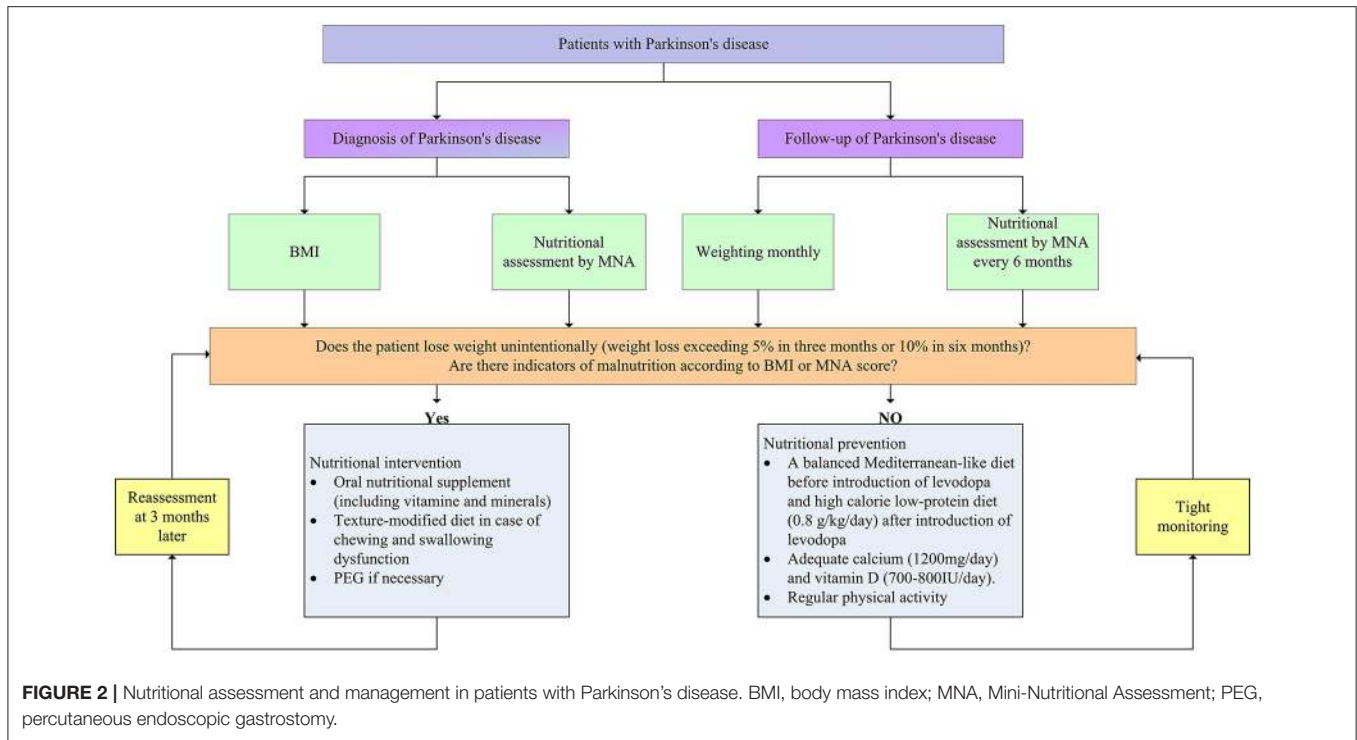 Patients with Parkinson's disease
Diagnosis of Parkinson's disease
Follow-up of Parkinson's disease
BMI
Nutritional
assessment by MNA
Weighting monthly
Nutritional
assessment by MNA
every 6 months
Does the patient lose weight unintentionally (weight loss exceeding 5% in three months or 10% in six months)?
Are there indicators of malnutrition according to BMI or MNA score?
Yes
NO
Reassessment
at 3 months
later
Nutritional intervention
• Oral nutritional supplement
(including vitamine and minerals)
• Texture-modified diet in case of
chewing and swallowing
dysfunction
• PEG if necessary
Nutritional prevention
• A balanced Mediterranean-like diet
before introduction of levodopa
and high calorie low-protein diet
(0.8 g/kg/day) after introduction of
levodopa
• Adequate calcium (1200mg/day)
and vitamin D (700-800IU/day).
• Regular physical activity
Tight
monitoring
FIGURE 2 | Nutritional assessment and management in patients with Parkinson's disease. BMI, body mass index; MNA, Mini-Nutritional Assessment; PEG,
percutaneous endoscopic gastrostomy.